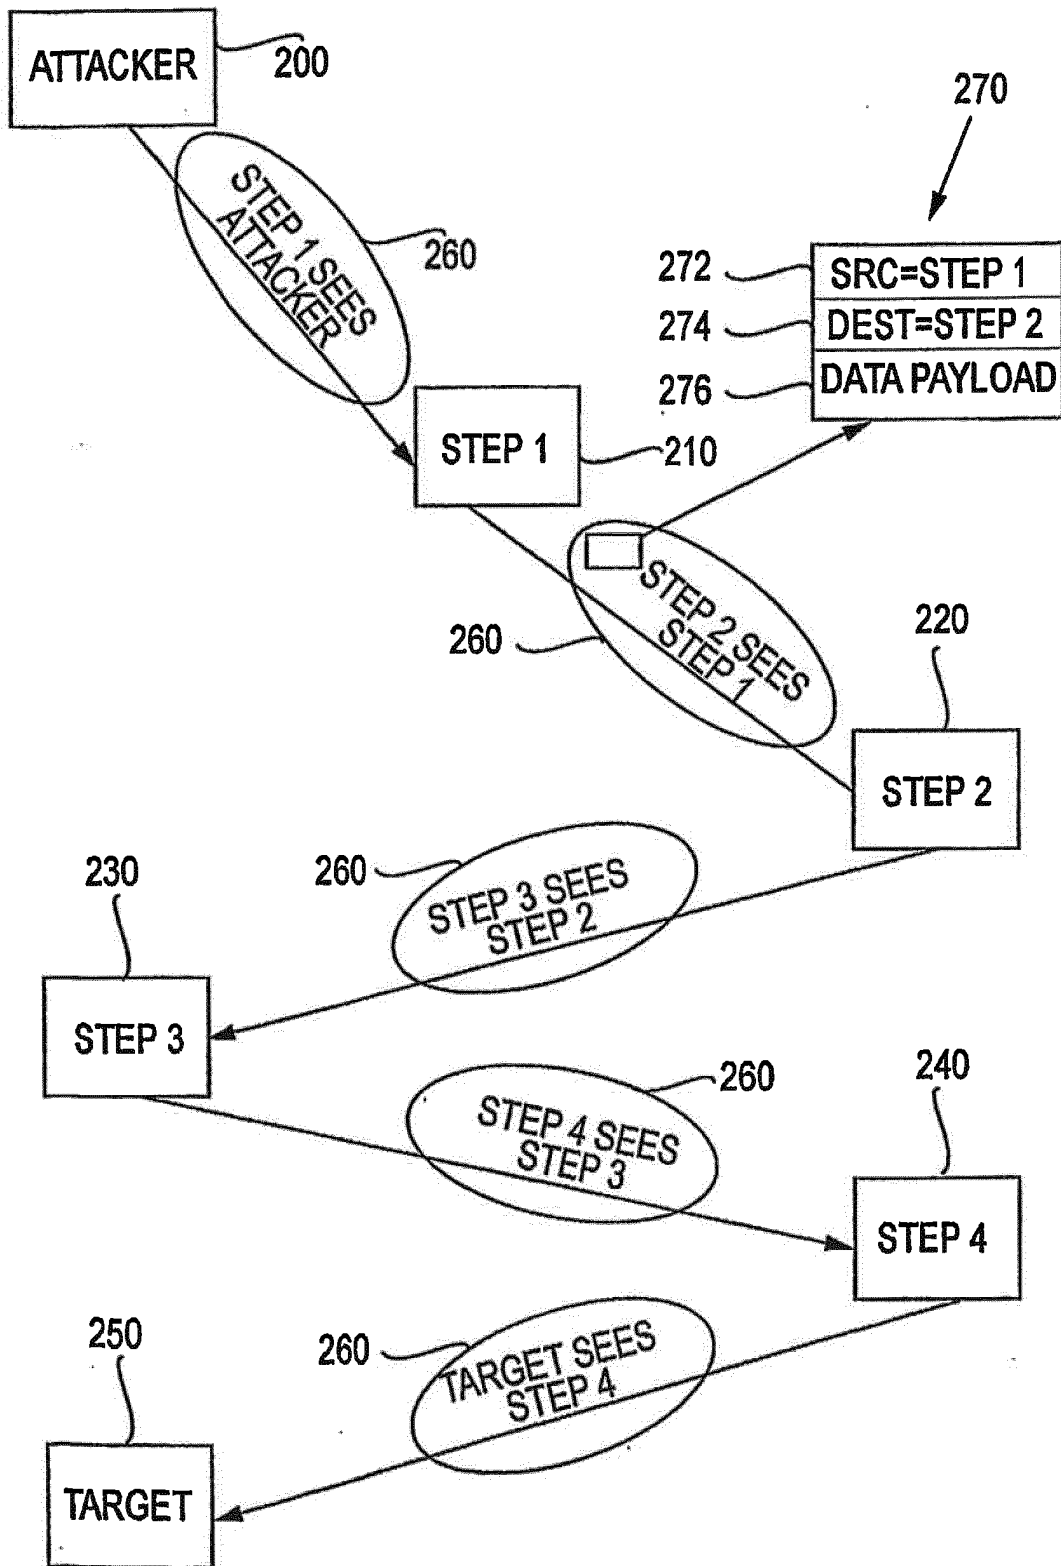 ATTACKER
200
270
STEP 1 SEES
ATTACKER
260
272
SRC=STEP 1
274
DEST=STEP 2
276
DATA PAYLOAD
STEP 1
210
STEP 2 SEES
STEP 1
260
220
STEP 2
260
STEP 3 SEES
STEP 2
230
STEP 3
260
STEP 4 SEES
STEP 3
240
STEP 4
250
260
TARGET SEES
STEP 4
TARGET